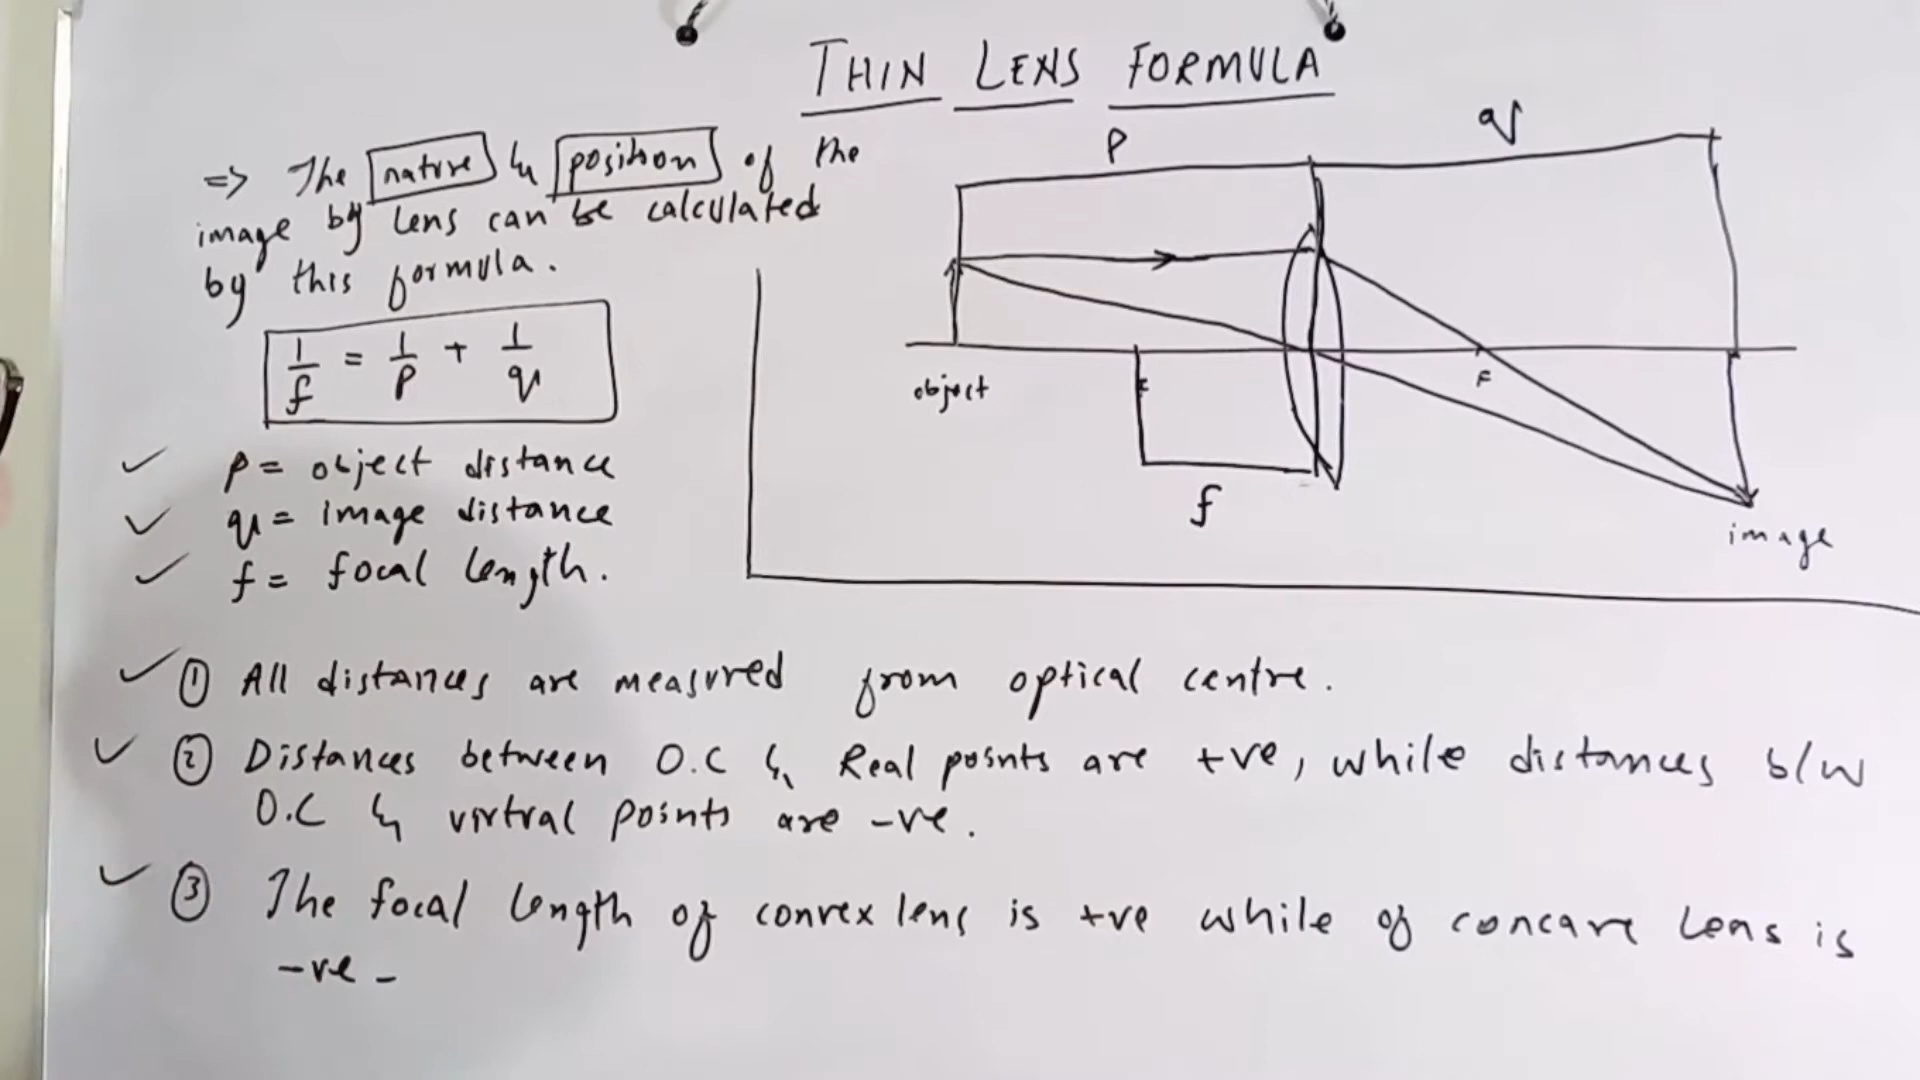 THIN LENS FORMULA
=> The nature & position of the
image by lens can be calculated
by this formula.
1/f = 1/p + 1/q
p = object distance
q = image distance
f = focal length.
P
q
object
F
F
f
image
① All distances are measured from optical centre.
② Distances between O.C & Real points are +ve, while distances b/w
O.C & virtual points are -ve.
③ The focal length of convex lens is +ve while of concave lens is
-ve -